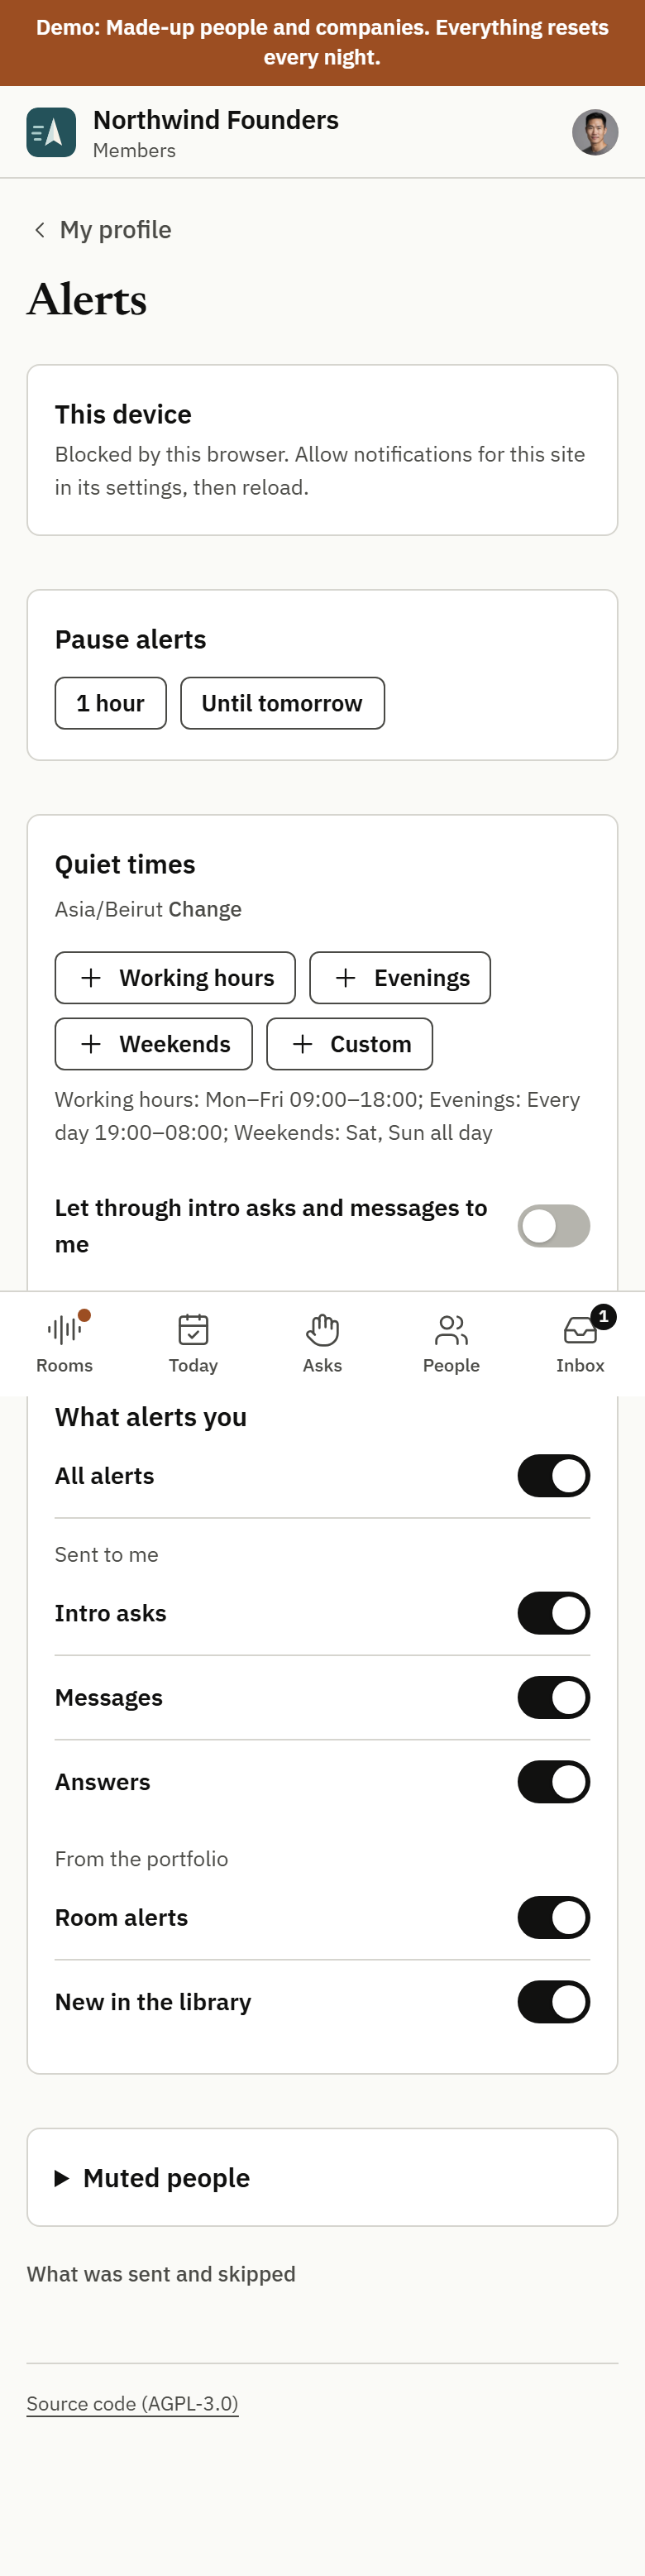 Demo: Made-up people and companies. Everything resets
every night.
Northwind Founders
Members
My profile
Alerts
This device
Blocked by this browser. Allow notifications for this site
in its settings, then reload.
Pause alerts
1 hour
Until tomorrow
Quiet times
Asia/Beirut Change
Working hours
Evenings
Weekends
Custom
Working hours: Mon–Fri 09:00–18:00; Evenings: Every
day 19:00–08:00; Weekends: Sat, Sun all day
Let through intro asks and messages to
me
Rooms
Today
Asks
People
1
Inbox
What alerts you
All alerts
Sent to me
Intro asks
Messages
Answers
From the portfolio
Room alerts
New in the library
Muted people
What was sent and skipped
Source code (AGPL-3.0)